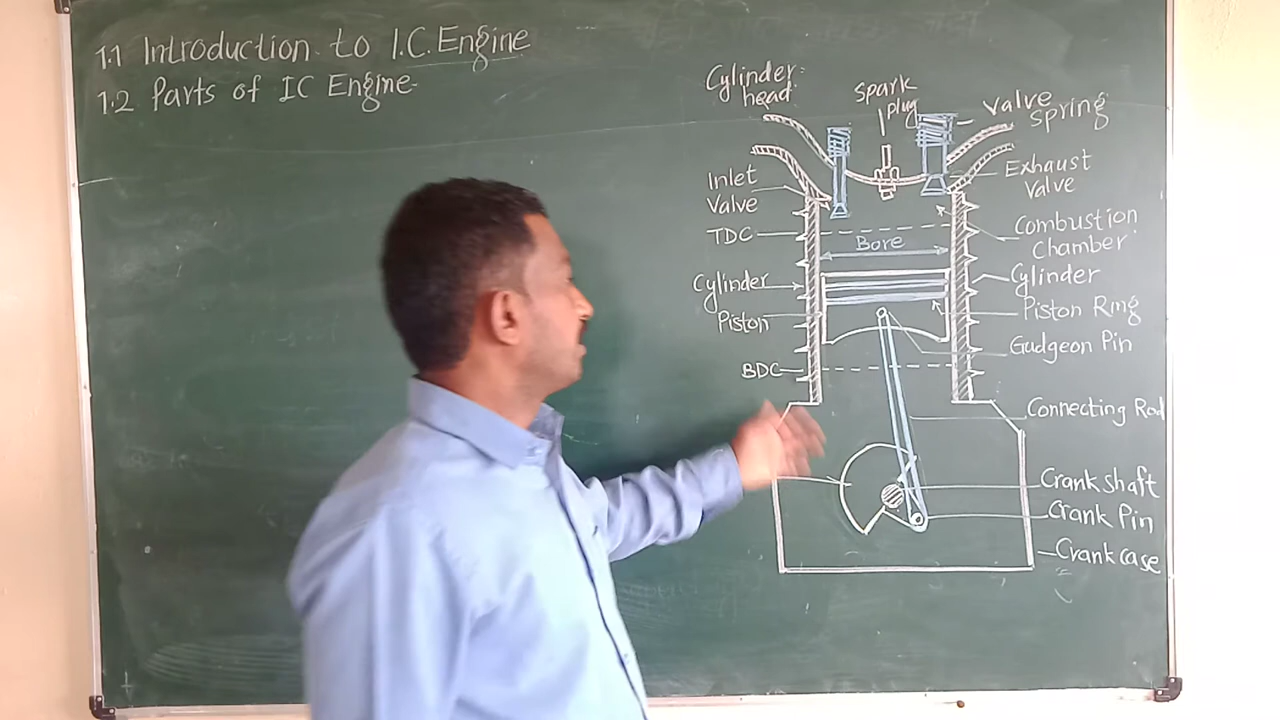 1.1 Introduction to I.C. Engine
1.2 Parts of IC Engine
Cylinder
head
Spark
Plug
Valve
Spring
Inlet
Valve
Exhaust
Valve
TDC
Bore
Combustion
Chamber
Cylinder
Cylinder
Piston
Piston Ring
Gudgeon Pin
BDC
Connecting Rod
Crank shaft
Crank Pin
Crank case